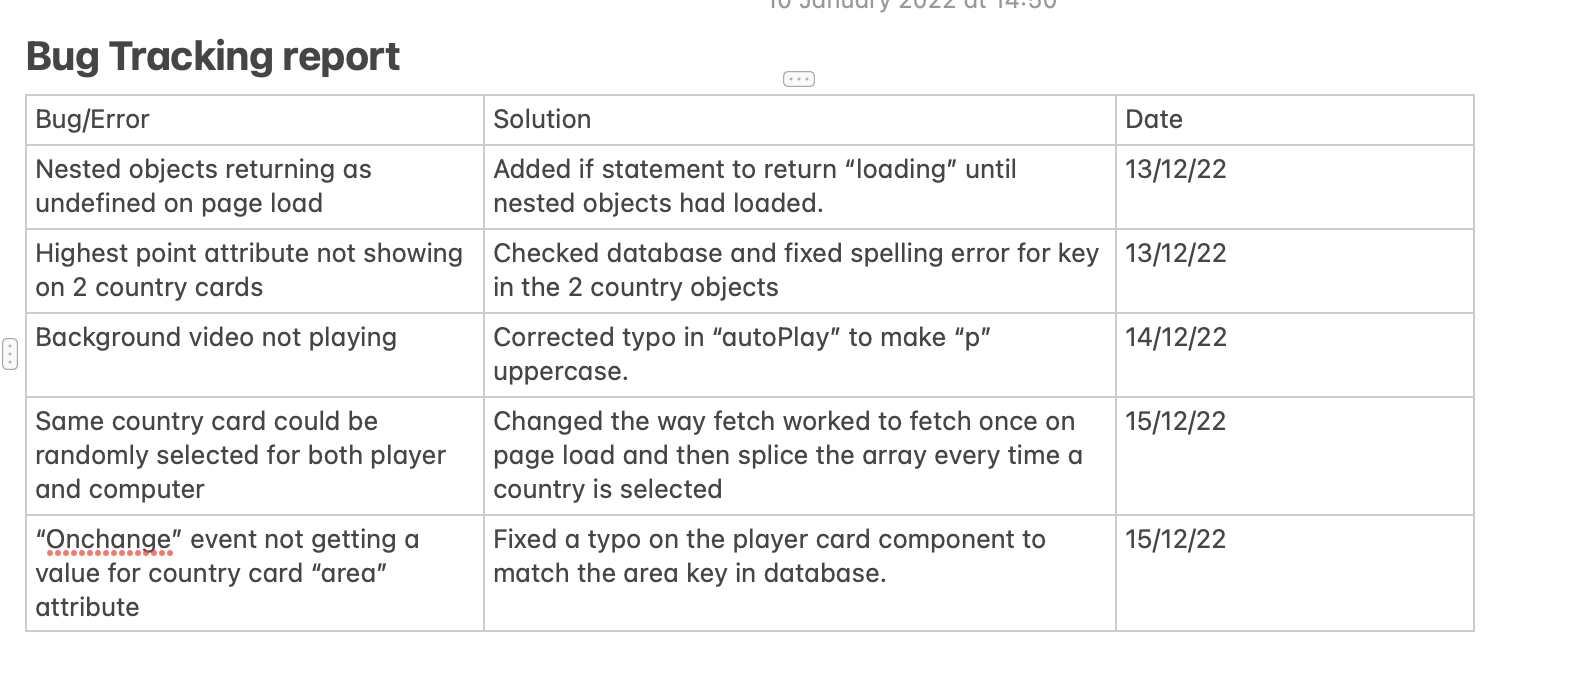 10 January 2022 at 14:50
Bug Tracking report
Bug/Error
Solution
Date
Nested objects returning as
undefined on page load
Added if statement to return “loading” until
nested objects had loaded.
13/12/22
Highest point attribute not showing
on 2 country cards
Checked database and fixed spelling error for key
in the 2 country objects
13/12/22
Background video not playing
Corrected typo in “autoPlay” to make “p”
uppercase.
14/12/22
Same country card could be
randomly selected for both player
and computer
Changed the way fetch worked to fetch once on
page load and then splice the array every time a
country is selected
15/12/22
“Onchange” event not getting a
value for country card “area”
attribute
Fixed a typo on the player card component to
match the area key in database.
15/12/22